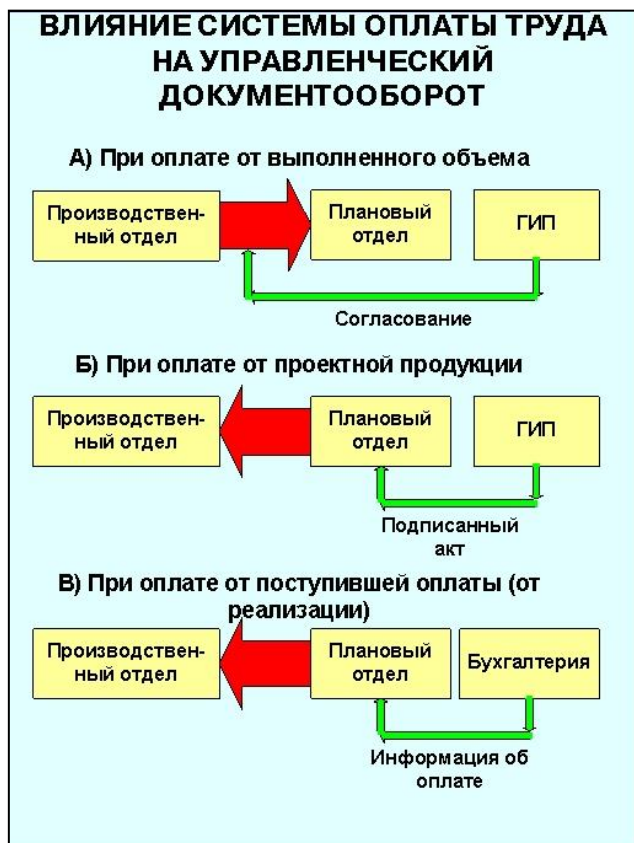 ВЛИЯНИЕ СИСТЕМЫ ОПЛАТЫ ТРУДА
НА УПРАВЛЕНЧЕСКИЙ
ДОКУМЕНТООБОРОТ
А) При оплате от выполненного объема
Производствен-
ный отдел
Плановый
отдел
ГИП
Согласование
Б) При оплате от проектной продукции
Производствен-
ный отдел
Плановый
отдел
ГИП
Подписанный
акт
В) При оплате от поступившей оплаты (от
реализации)
Производствен-
ный отдел
Плановый
отдел
Бухгалтерия
Информация об
оплате